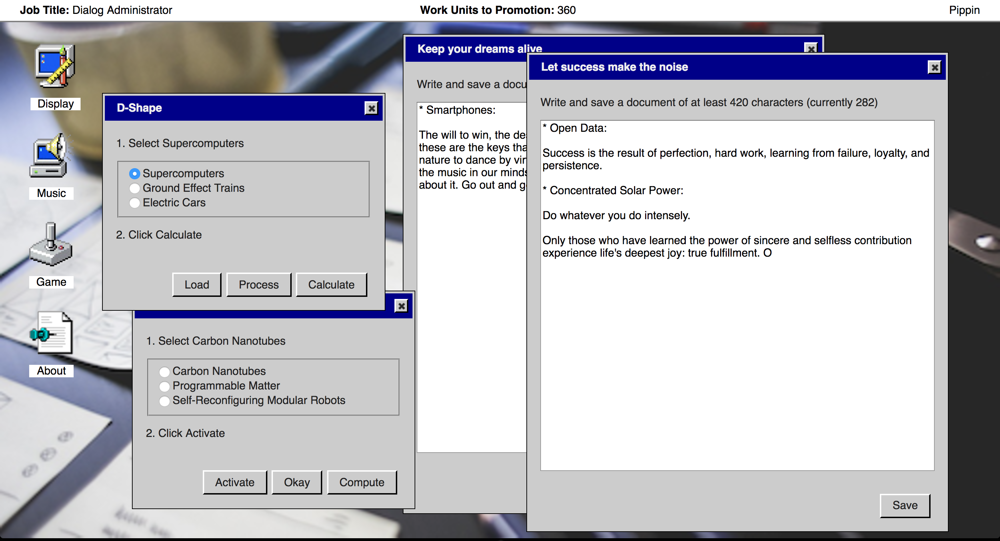 Job Title: Dialog Administrator
Work Units to Promotion: 360
Pippin
Display
Music
Game
About
D-Shape
1. Select Supercomputers
Supercomputers
Ground Effect Trains
Electric Cars
2. Click Calculate
Load
Process
Calculate
1. Select Carbon Nanotubes
Carbon Nanotubes
Programmable Matter
Self-Reconfiguring Modular Robots
2. Click Activate
Activate
Okay
Compute
Keep your dreams alive
Write and save a docu
* Smartphones:
The will to win, the
these are the keys
nature to dance by
the music in our
about it. Go out and
Let success make the noise
Write and save a document of at least 420 characters (currently 282)
* Open Data:
Success is the result of perfection, hard work, learning from failure, loyalty, and
persistence.
* Concentrated Solar Power:
Do whatever you do intensely.
Only those who have learned the power of sincere and selfless contribution
experience life's deepest joy: true fulfillment. O
Save